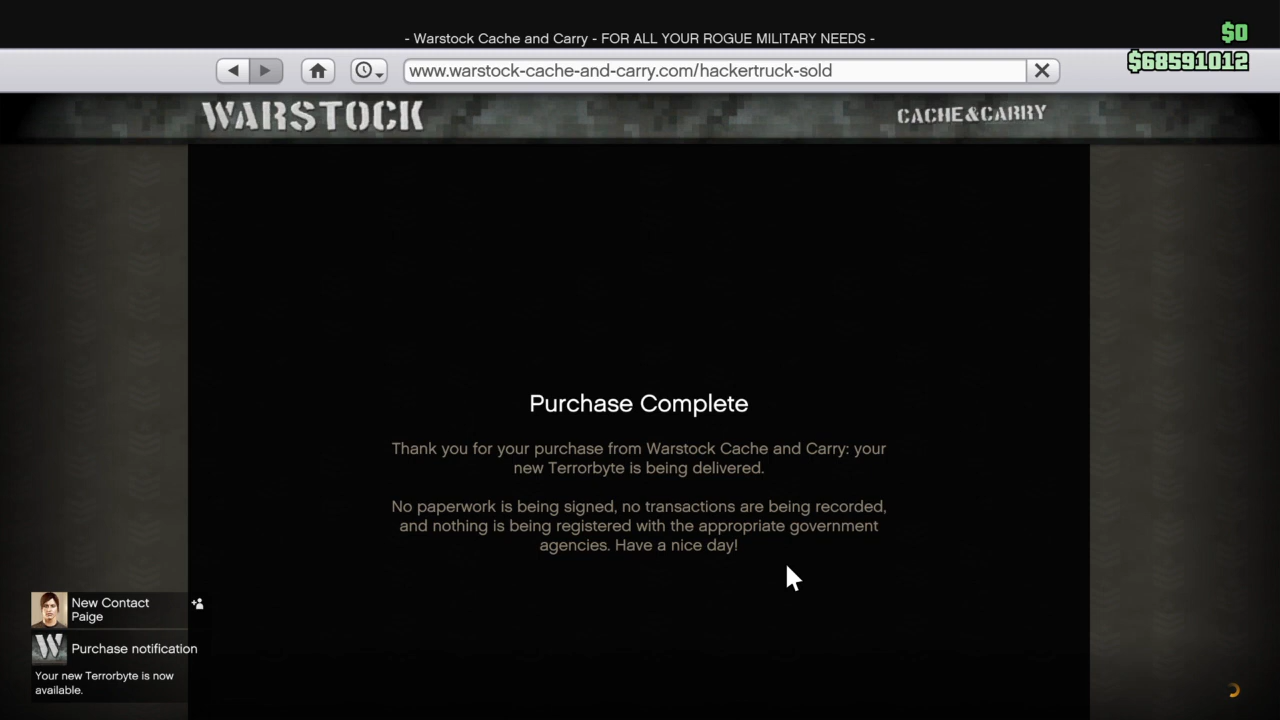 - Warstock Cache and Carry - FOR ALL YOUR ROGUE MILITARY NEEDS -
$0
$68591012
www.warstock-cache-and-carry.com/hackertruck-sold
WARSTOCK
CACHE&CARRY
Purchase Complete
Thank you for your purchase from Warstock Cache and Carry: your
new Terrorbyte is being delivered.
No paperwork is being signed, no transactions are being recorded,
and nothing is being registered with the appropriate government
agencies. Have a nice day!
New Contact
Paige
W
Purchase notification
Your new Terrorbyte is now
available.